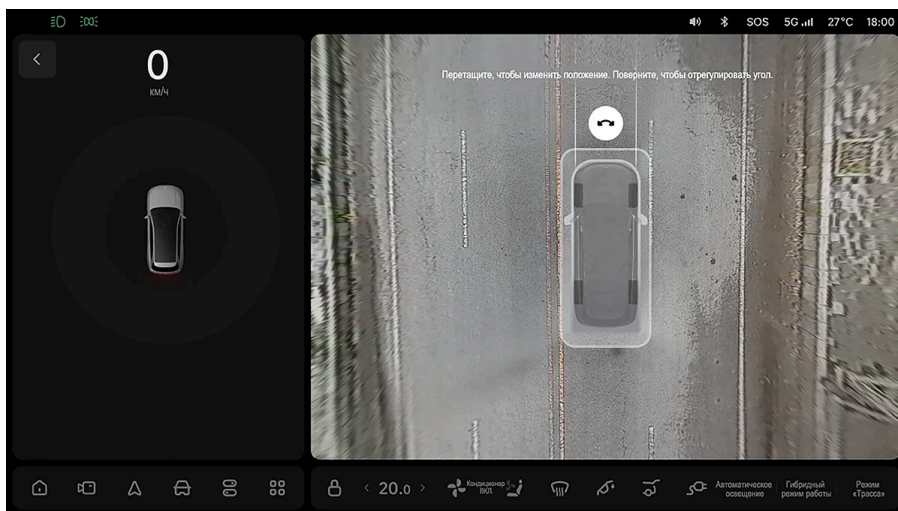 SOS 5G 27°C 18:00
0
км/ч
Перетащите, чтобы изменить положение. Поверните, чтобы отрегулировать угол.
20.0
Кондиционер
ВКЛ.
Автоматическое
освещение
Гибридный
режим работы
Режим
«Трасса»